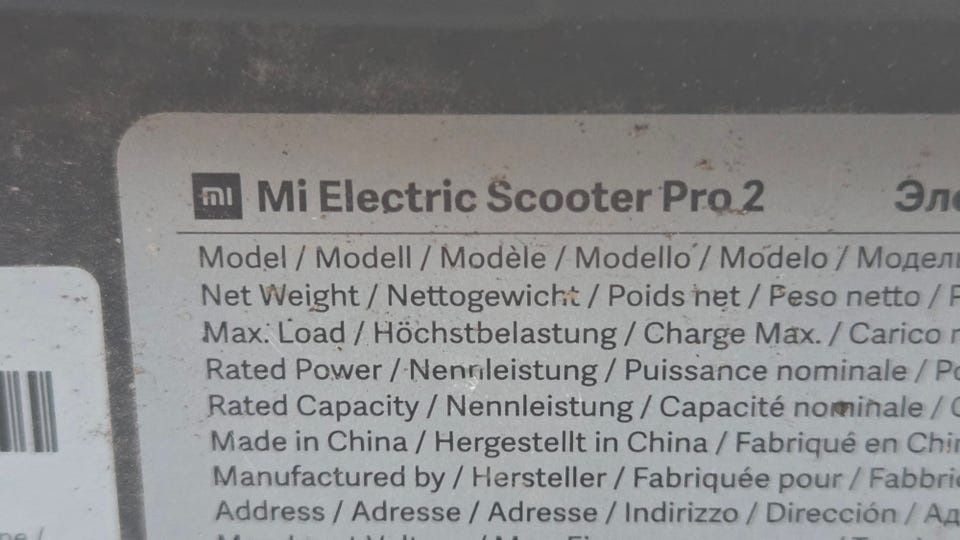 mi Mi Electric Scooter Pro 2
Model / Modell / Modèle / Modello / Modelo /
Net Weight / Nettogewicht / Poids net / Peso netto /
Max. Load / Höchstbelastung / Charge Max. / Carico
Rated Power / Nennleistung / Puissance nominale /
Rated Capacity / Nennleistung / Capacité nominale /
Made in China / Hergestellt in China / Fabriqué en
Manufactured by / Hersteller / Fabriquée pour /
Address / Adresse / Adresse / Indirizzo / Dirección /